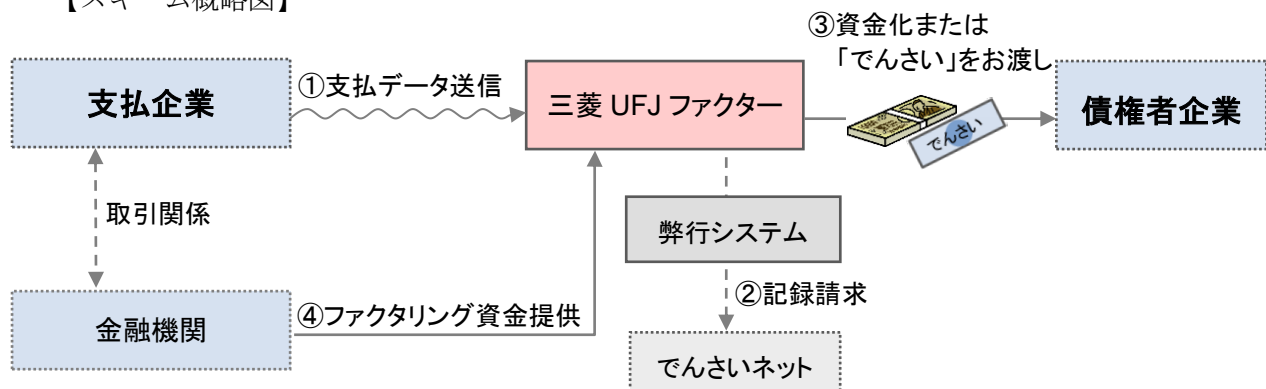 【スキーム概略図】
③資金化または
「でんさい」をお渡し
支払企業
①支払データ送信
三菱 UFJ ファクター
でんさい
債権者企業
取引関係
弊行システム
金融機関
④ファクタリング資金提供
②記録請求
でんさいネット